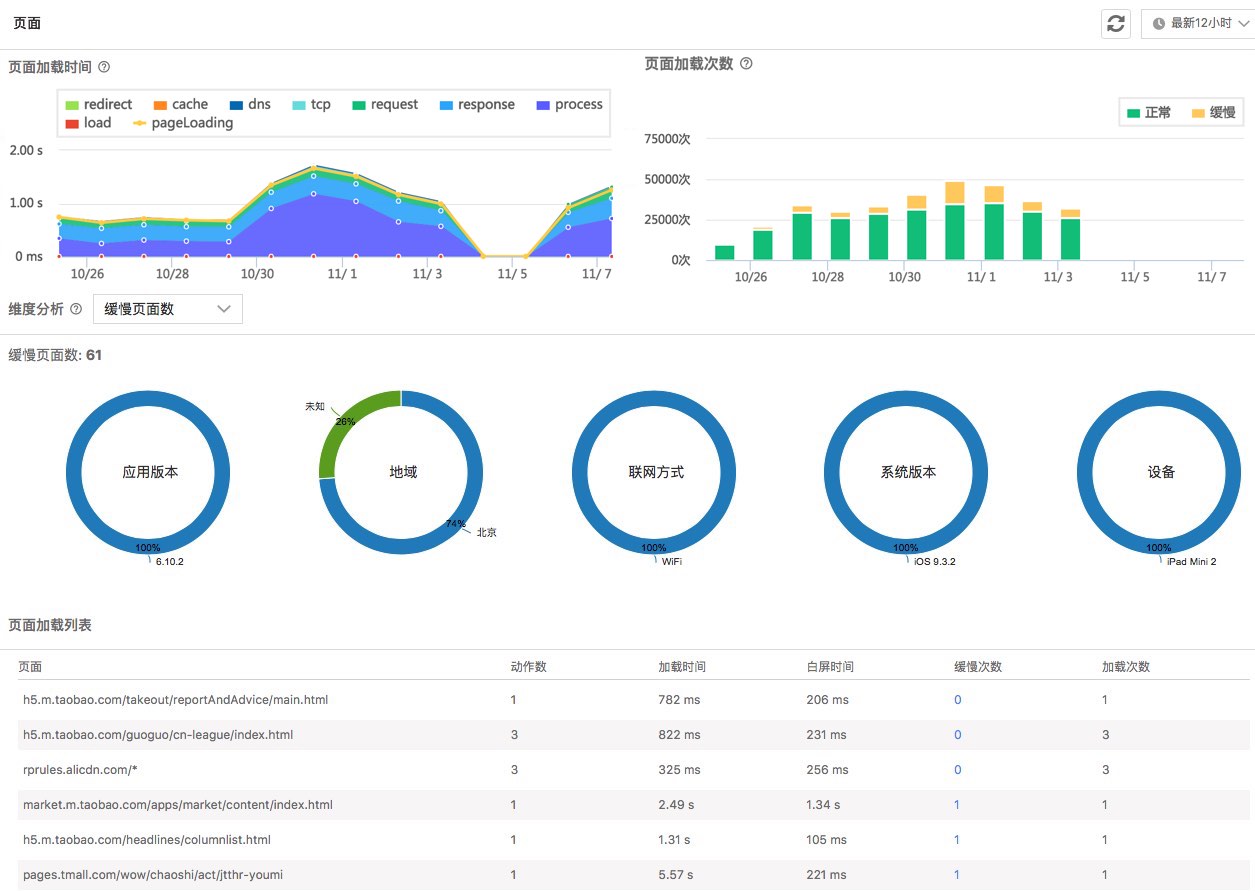 页面
最新12小时
页面加载时间
redirect cache dns tcp request response process
load pageLoading
2.00 s
1.00 s
0 ms
10/26 10/28 10/30 11/ 1 11/ 3 11/ 5 11/ 7
页面加载次数
正常 缓慢
75000次
50000次
25000次
0次
10/26 10/28 10/30 11/ 1 11/ 3 11/ 5 11/ 7
维度分析 缓慢页面数
缓慢页面数: 61
应用版本
100%
6.10.2
未知
26%
地域
74%
北京
联网方式
100%
WiFi
系统版本
100%
iOS 9.3.2
设备
100%
iPad Mini 2
页面加载列表
页面 动作数 加载时间 白屏时间 缓慢次数 加载次数
h5.m.taobao.com/takeout/reportAndAdvice/main.html 1 782 ms 206 ms 0 1
h5.m.taobao.com/guoguo/cn-league/index.html 3 822 ms 231 ms 0 3
rprules.alicdn.com/* 3 325 ms 256 ms 0 3
market.m.taobao.com/apps/market/content/index.html 1 2.49 s 1.34 s 1 1
h5.m.taobao.com/headlines/columnlist.html 1 1.31 s 105 ms 1 1
pages.tmall.com/wow/chaoshi/act/jtthr-youmi 1 5.57 s 221 ms 1 1